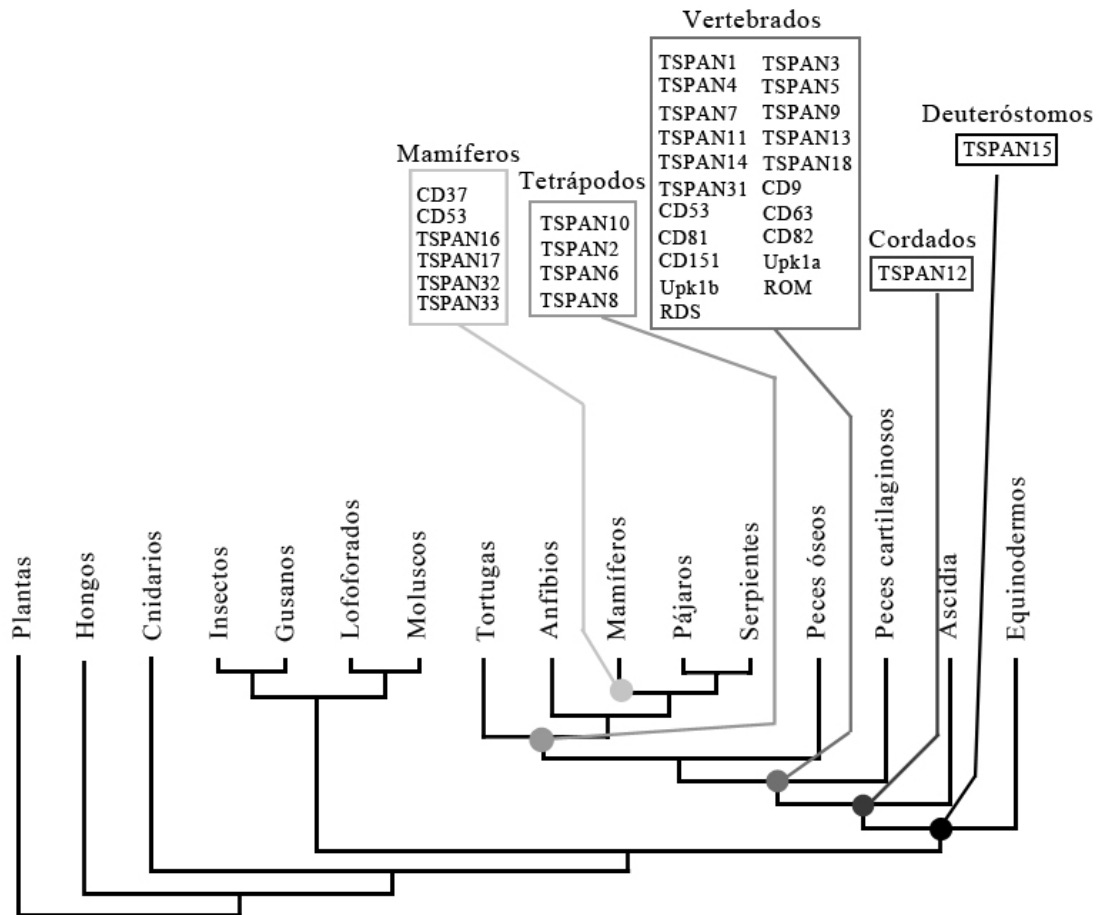 Vertebrados
TSPAN1 TSPAN3
TSPAN4 TSPAN5
TSPAN7 TSPAN9
TSPAN11 TSPAN13
TSPAN14 TSPAN18
TSPAN31 CD9
CD53 CD63
CD81 CD82
CD151 Upk1a
Upk1b ROM
RDS
Deuteróstomos
TSPAN15
Mamíferos
CD37
CD53
TSPAN16
TSPAN17
TSPAN32
TSPAN33
Tetrápodos
TSPAN10
TSPAN2
TSPAN6
TSPAN8
Cordados
TSPAN12
Plantas
Hongos
Cnidarios
Insectos
Gusanos
Lofoforados
Moluscos
Tortugas
Anfibios
Mamíferos
Pájaros
Serpientes
Peces óseos
Peces cartilaginosos
Ascidia
Equinodermos